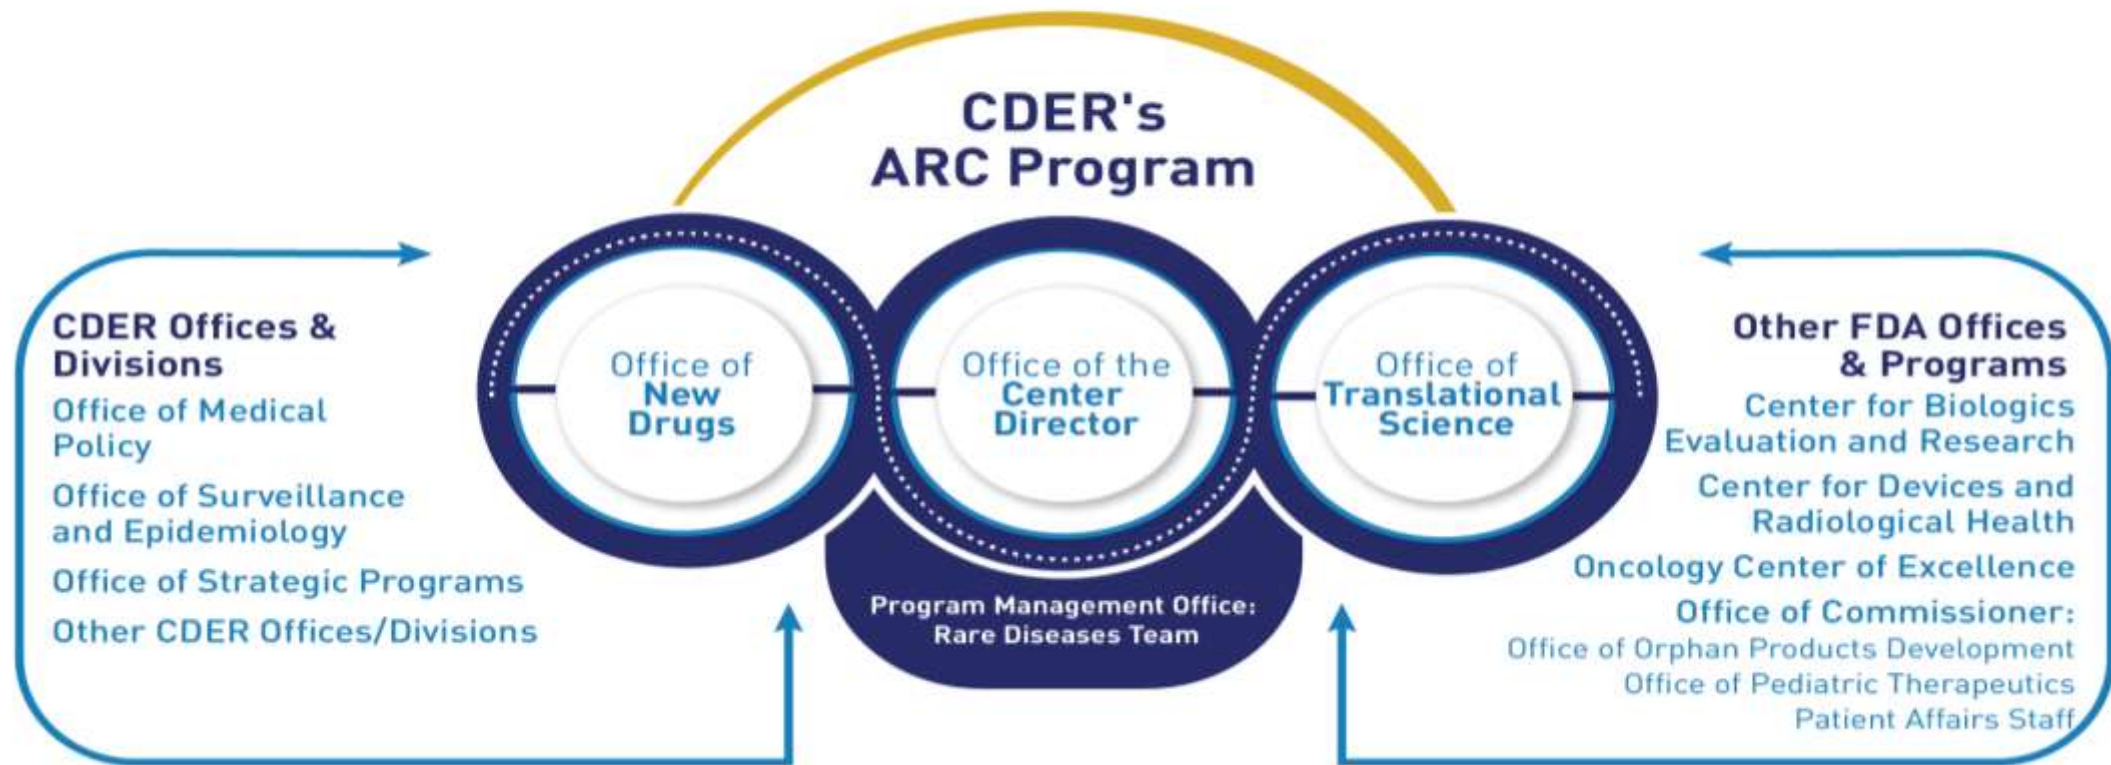 CDER's
ARC Program
CDER Offices &
Divisions
Office of Medical
Policy
Office of Surveillance
and Epidemiology
Office of Strategic Programs
Other CDER Offices/Divisions
Office of
New
Drugs
Office of the
Center
Director
Office of
Translational
Science
Program Management Office:
Rare Diseases Team
Other FDA Offices
& Programs
Center for Biologics
Evaluation and Research
Center for Devices and
Radiological Health
Oncology Center of Excellence
Office of Commissioner:
Office of Orphan Products Development
Office of Pediatric Therapeutics
Patient Affairs Staff